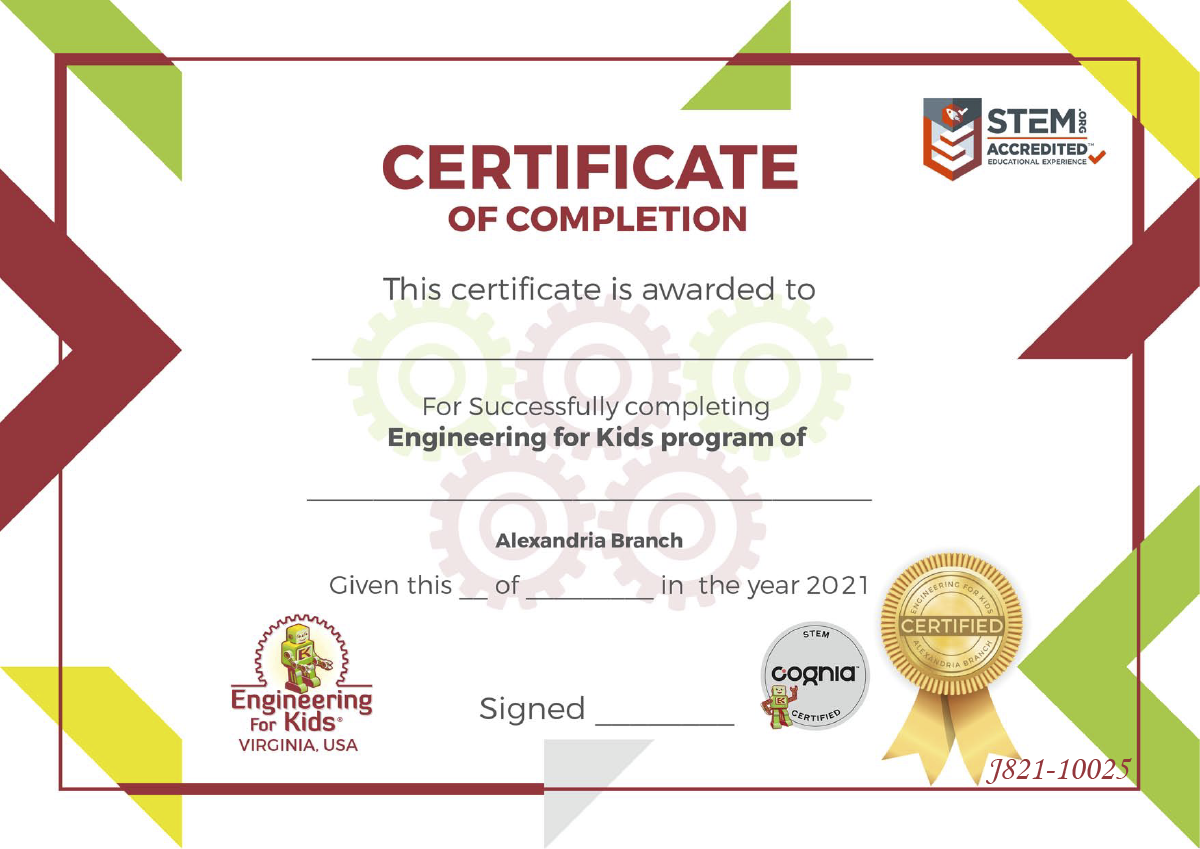 STEM.ORG
ACCREDITED™
EDUCATIONAL EXPERIENCE
CERTIFICATE
OF COMPLETION
This certificate is awarded to
For Successfully completing
Engineering for Kids program of
Alexandria Branch
Given this __ of _________ in the year 2021
ENGINEERING FOR KIDS
CERTIFIED
ALEXANDRIA BRANCH
STEM
cognia™
CERTIFIED
EK
Engineering
For Kids®
VIRGINIA, USA
Signed _________
J821-10025